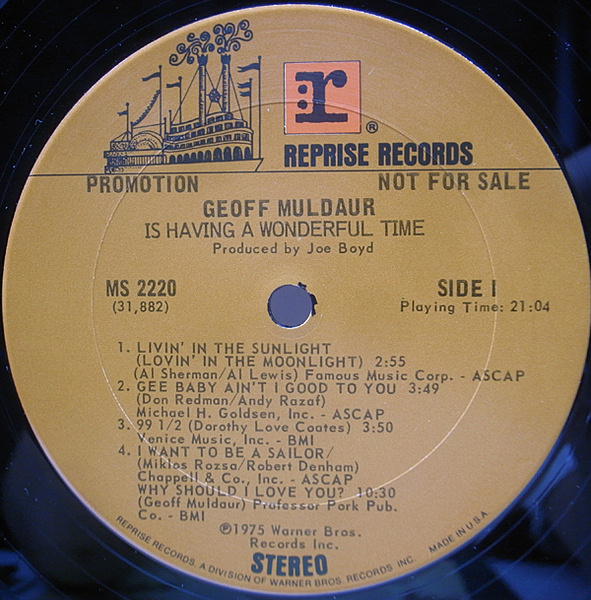 r ®
REPRISE RECORDS
PROMOTION NOT FOR SALE
GEOFF MULDAUR
IS HAVING A WONDERFUL TIME
Produced by Joe Boyd
MS 2220 SIDE 1
(31,882) Playing Time: 21:04
1. LIVIN' IN THE SUNLIGHT
(LOVIN' IN THE MOONLIGHT) 2:55
(Al Sherman/Al Lewis) Famous Music Corp. - ASCAP
2. GEE BABY AIN'T I GOOD TO YOU 3:49
(Don Redman/Andy Razaf)
Michael H. Goldsen, Inc. - ASCAP
3. 99 1/2 (Dorothy Love Coates) 3:50
Venice Music, Inc. - BMI
4. I WANT TO BE A SAILOR/
(Miklos Rozsa/Robert Denham)
Chappell & Co., Inc. - ASCAP
WHY SHOULD I LOVE YOU? 10:30
(Geoff Muldaur) Professor Pork Pub.
Co. - BMI
℗1975 Warner Bros.
Records Inc.
STEREO
REPRISE RECORDS, A DIVISION OF WARNER BROS. RECORDS INC. MADE IN U.S.A.